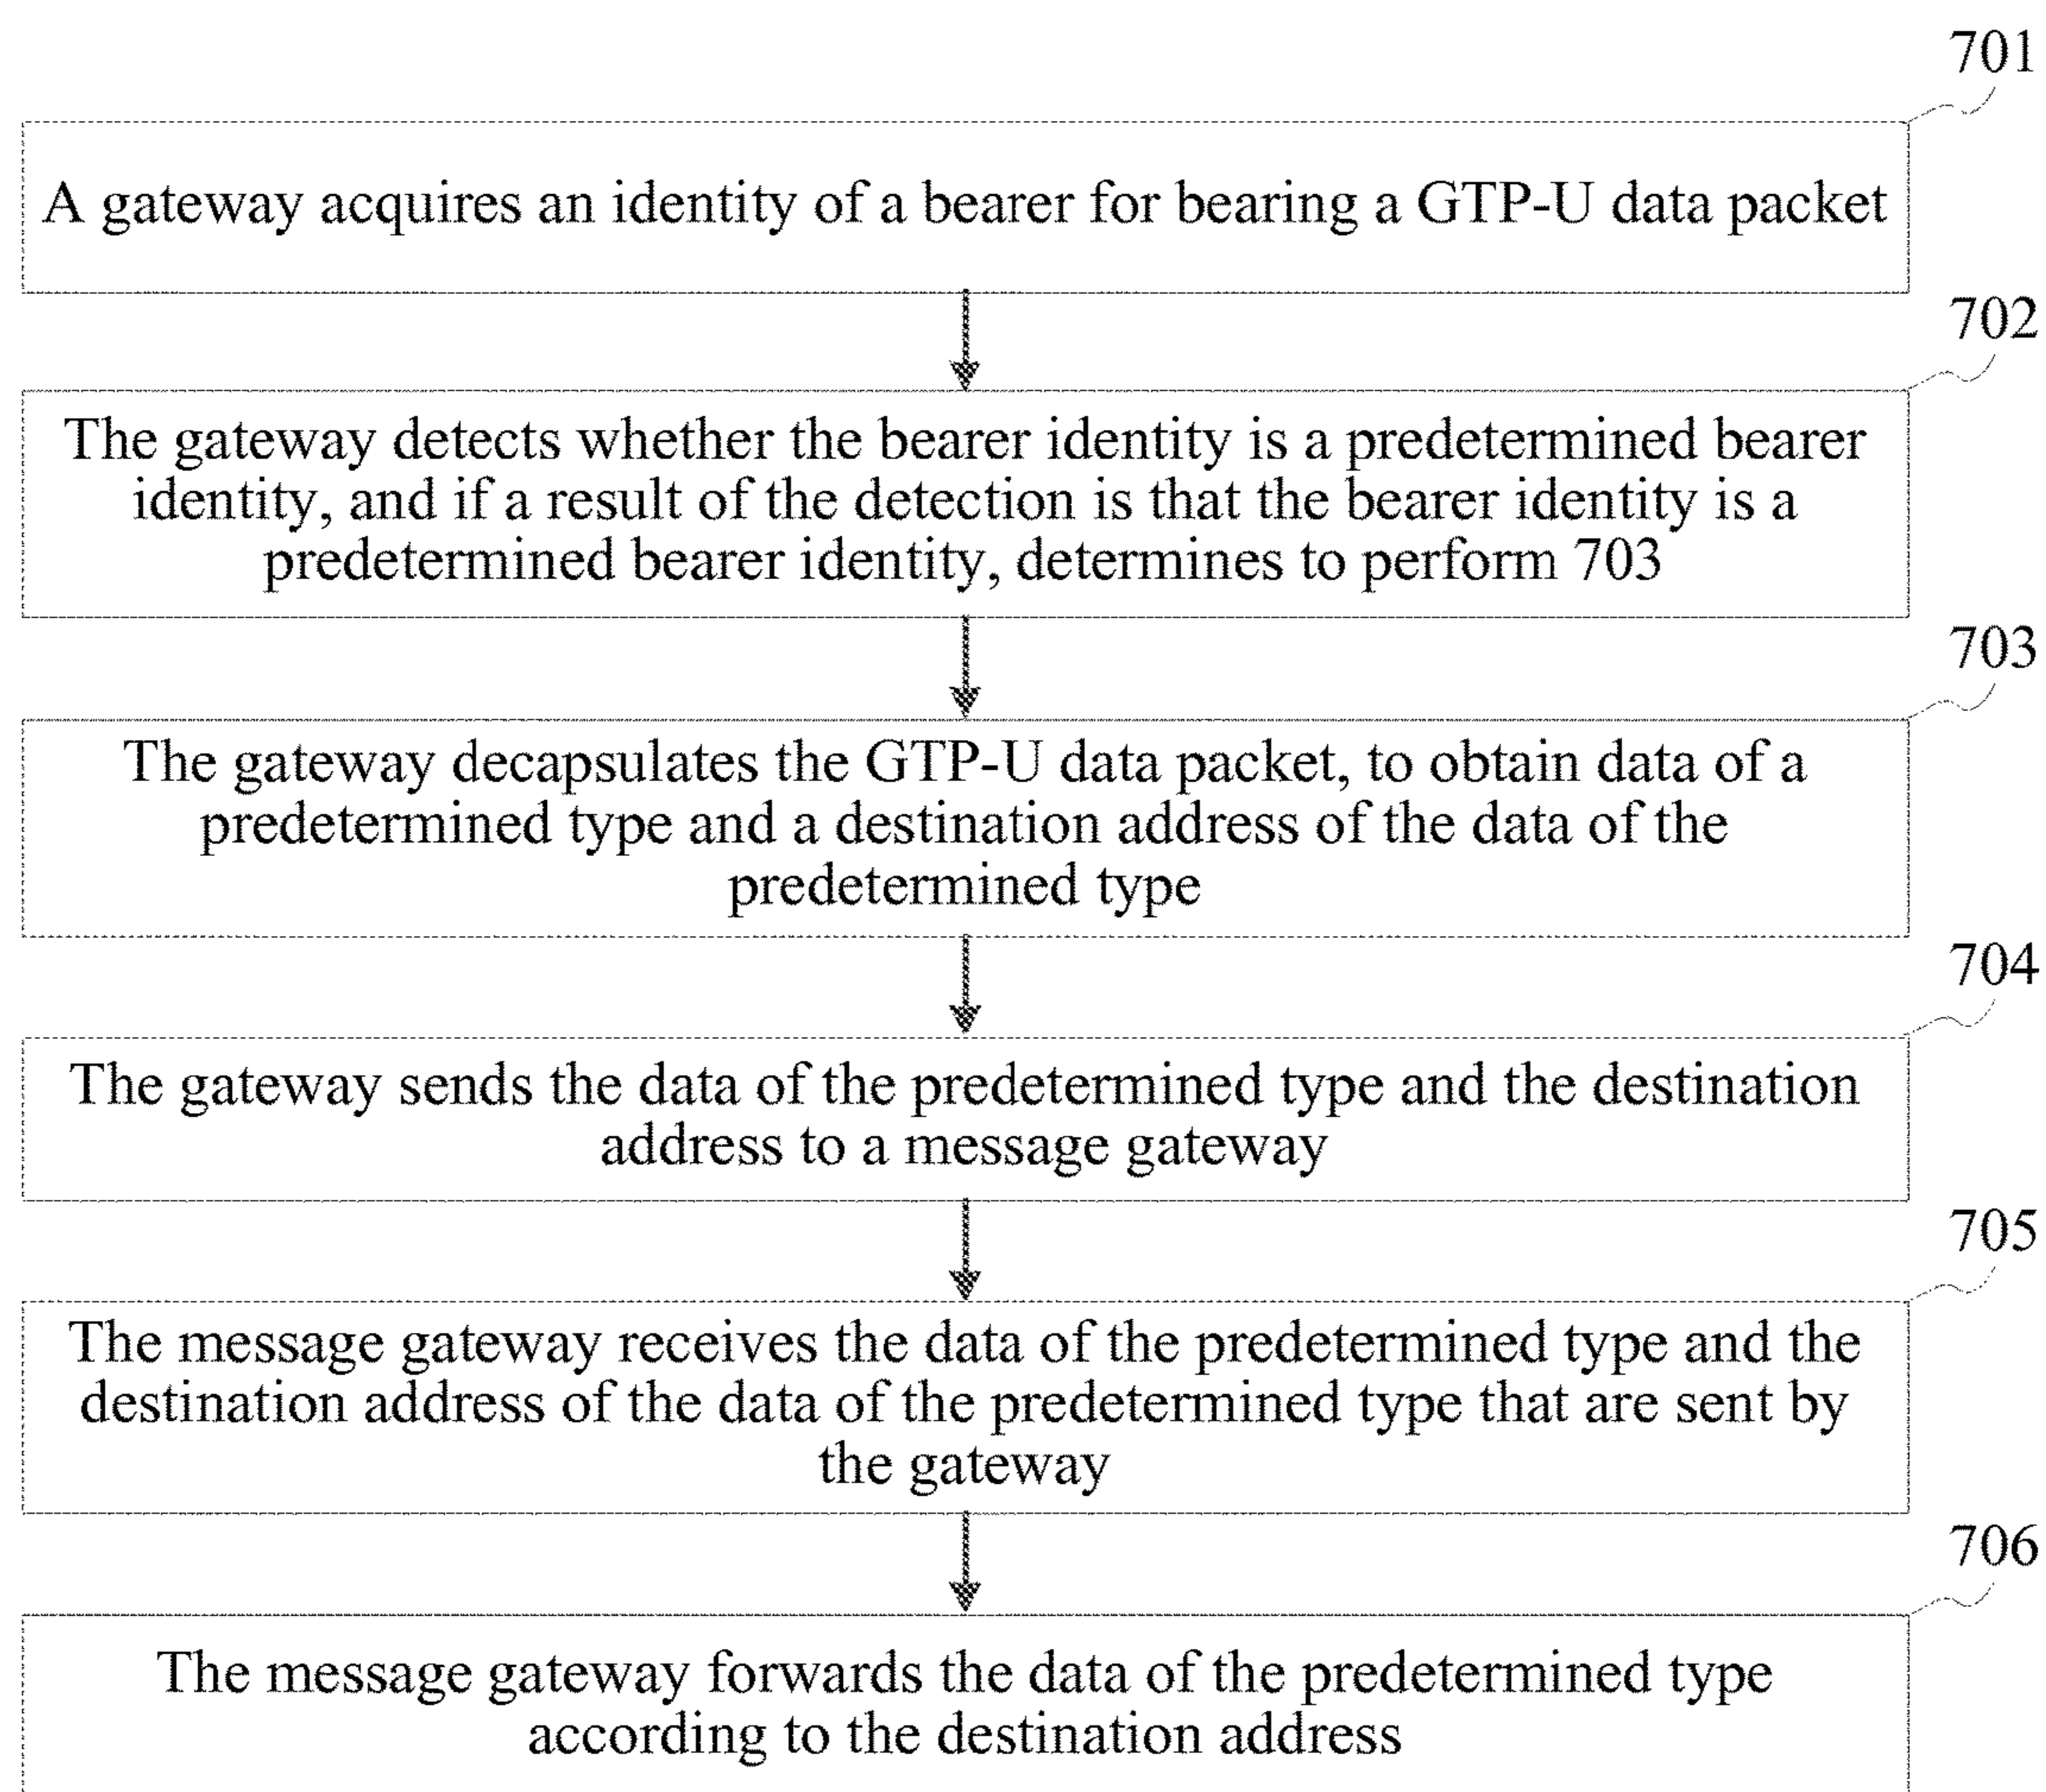 701
A gateway acquires an identity of a bearer for bearing a GTP-U data packet
702
The gateway detects whether the bearer identity is a predetermined bearer
identity, and if a result of the detection is that the bearer identity is a
predetermined bearer identity, determines to perform 703
703
The gateway decapsulates the GTP-U data packet, to obtain data of a
predetermined type and a destination address of the data of the
predetermined type
704
The gateway sends the data of the predetermined type and the destination
address to a message gateway
705
The message gateway receives the data of the predetermined type and the
destination address of the data of the predetermined type that are sent by
the gateway
706
The message gateway forwards the data of the predetermined type
according to the destination address